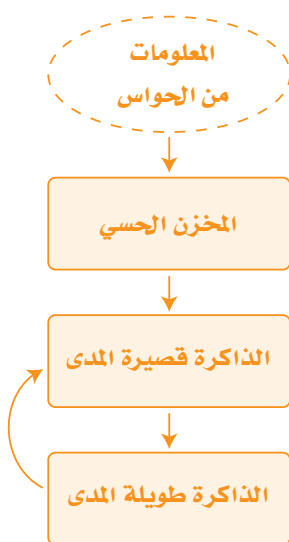 المعلومات
من الحواس
المخزن الحسي
الذاكرة قصيرة المدى
الذاكرة طويلة المدى